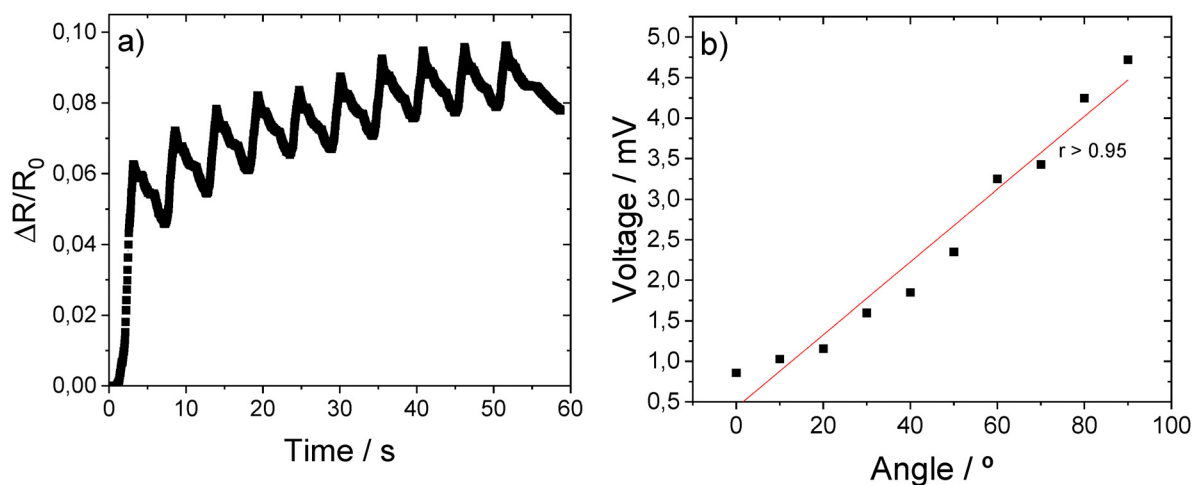 a)
0,10
0,08
0,06
0,04
0,02
0,00
ΔR/R₀
0 10 20 30 40 50 60
Time / s
b)
5,0
4,5
4,0
3,5
3,0
2,5
2,0
1,5
1,0
0,5
Voltage / mV
r > 0.95
0 20 40 60 80 100
Angle / º